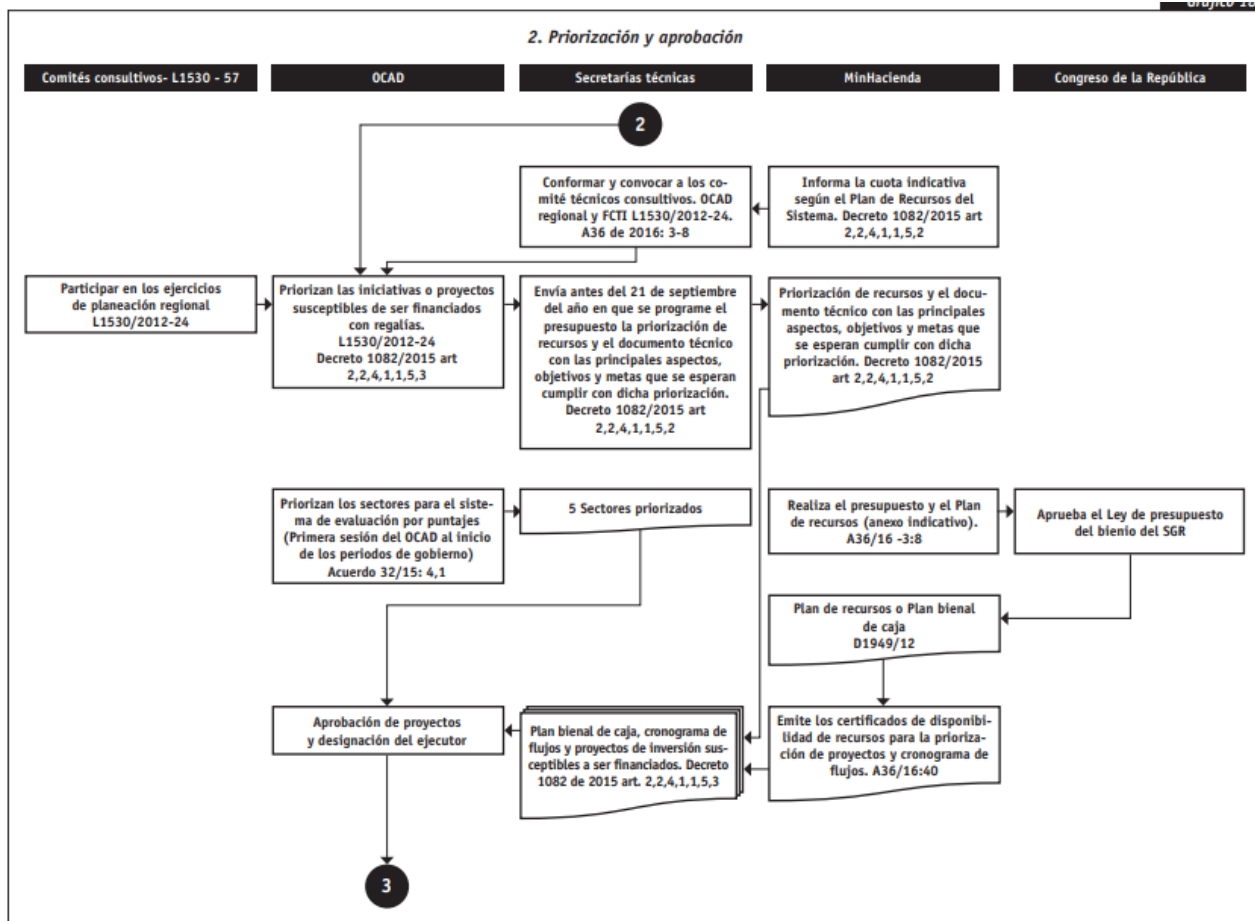 Gráfico 18
2. Priorización y aprobación
Comités consultivos- L1530 - 57
OCAD
Secretarías técnicas
MinHacienda
Congreso de la República
2
Conformar y convocar a los co-
mité técnicos consultivos. OCAD
regional y FCTI L1530/2012-24.
A36 de 2016: 3-8
Informa la cuota indicativa
según el Plan de Recursos del
Sistema. Decreto 1082/2015 art
2,2,4,1,1,5,2
Participar en los ejercicios
de planeación regional
L1530/2012-24
Priorizan las iniciativas o proyectos
susceptibles de ser financiados
con regalías.
L1530/2012-24
Decreto 1082/2015 art
2,2,4,1,1,5,3
Envía antes del 21 de septiembre
del año en que se programe el
presupuesto la priorización de
recursos y el documento técnico
con las principales aspectos,
objetivos y metas que se esperan
cumplir con dicha priorización.
Decreto 1082/2015 art
2,2,4,1,1,5,2
Priorización de recursos y el docu-
mento técnico con las principales
aspectos, objetivos y metas que
se esperan cumplir con dicha
priorización. Decreto 1082/2015
art 2,2,4,1,1,5,2
Priorizan los sectores para el siste-
ma de evaluación por puntajes
(Primera sesión del OCAD al inicio
de los periodos de gobierno)
Acuerdo 32/15: 4,1
5 Sectores priorizados
Realiza el presupuesto y el Plan
de recursos (anexo indicativo).
A36/16 -3:8
Aprueba el Ley de presupuesto
del bienio del SGR
Plan de recursos o Plan bienal
de caja
D1949/12
Aprobación de proyectos
y designación del ejecutor
Plan bienal de caja, cronograma de
flujos y proyectos de inversión sus-
ceptibles a ser financiados. Decreto
1082 de 2015 art. 2,2,4,1,1,5,3
Emite los certificados de disponibi-
lidad de recursos para la prioriza-
ción de proyectos y cronograma de
flujos. A36/16:40
3